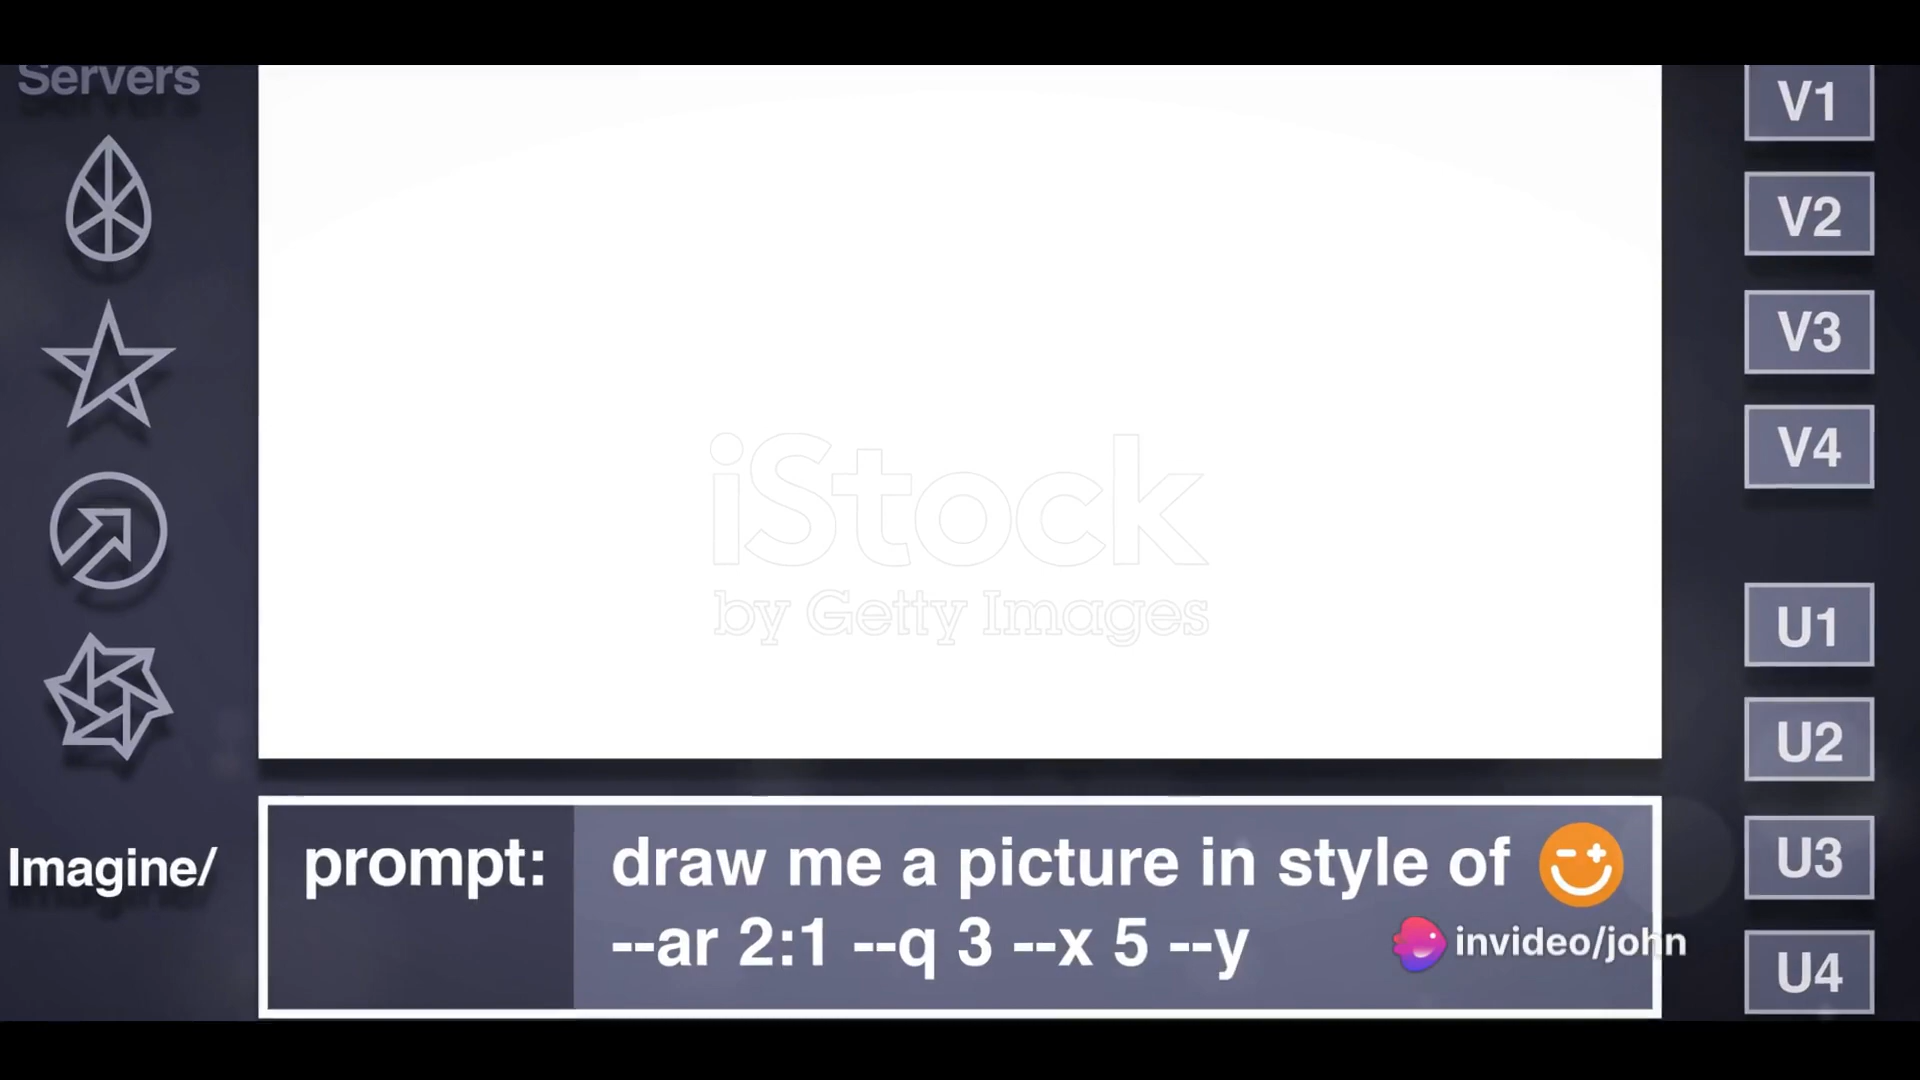 Servers
V1
V2
V3
V4
iStock
by Getty Images
U1
U2
U3
U4
Imagine/
prompt:
draw me a picture in style of
--ar 2:1 --q 3 --x 5 --y
invideo/john